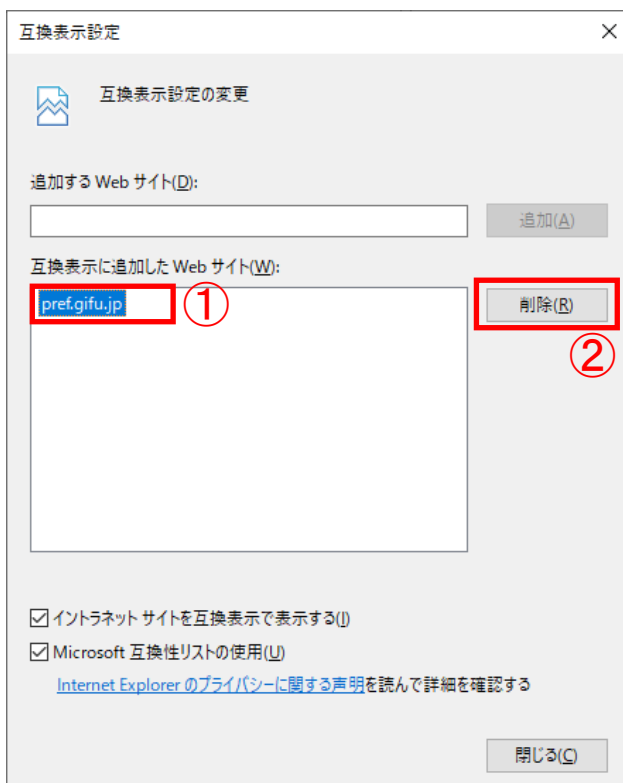 互換表示設定
互換表示設定の変更
追加する Web サイト(D):
追加(A)
互換表示に追加した Web サイト(W):
pref.gifu.jp
①
削除(R)
②
イントラネット サイトを互換表示で表示する(I)
Microsoft 互換性リストの使用(U)
Internet Explorer のプライバシーに関する声明を読んで詳細を確認する
閉じる(C)